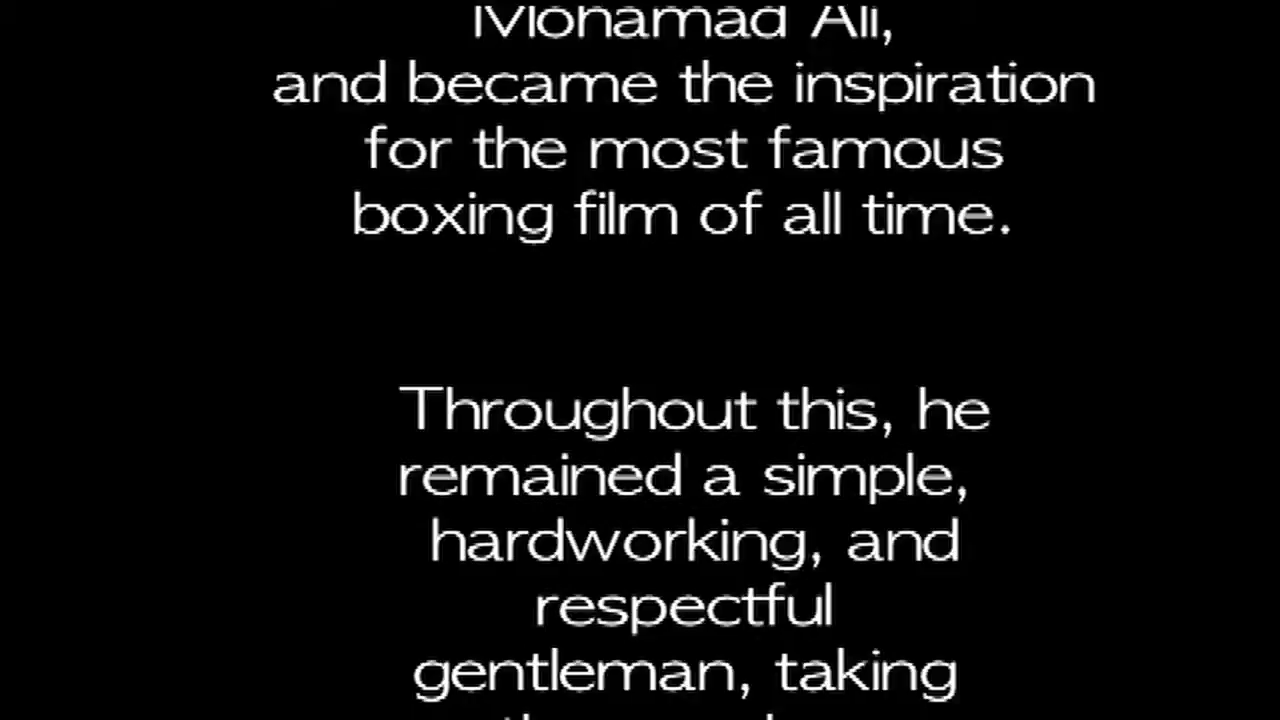 Mohamad Ali,
and became the inspiration
for the most famous
boxing film of all time.
Throughout this, he
remained a simple,
hardworking, and
respectful
gentleman, taking